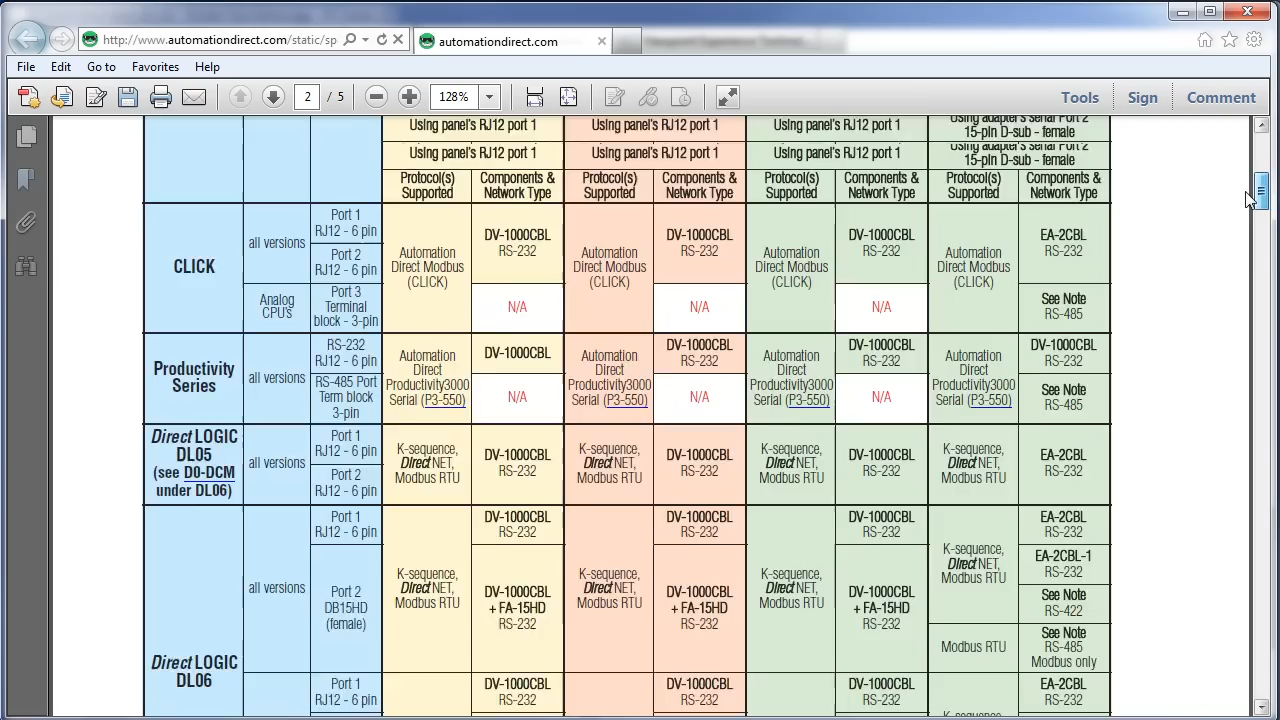 http://www.automationdirect.com/static/sp
automationdirect.com
File Edit Go to Favorites Help
2 / 5 128% Tools Sign Comment
Using panel's RJ12 port 1 Using panel's RJ12 port 1 Using panel's RJ12 port 1 Using adapter's serial Port 2
15-pin D-sub - female
Using panel's RJ12 port 1 Using panel's RJ12 port 1 Using panel's RJ12 port 1 Using adapter's serial Port 2
15-pin D-sub - female
Protocol(s) Components & Protocol(s) Components & Protocol(s) Components & Protocol(s) Components &
Supported Network Type Supported Network Type Supported Network Type Supported Network Type
CLICK
all versions
Port 1
RJ12 - 6 pin
Port 2
RJ12 - 6 pin
Analog
CPU's
Port 3
Terminal
block - 3-pin
Automation
Direct Modbus
(CLICK)
DV-1000CBL
RS-232
N/A
Automation
Direct Modbus
(CLICK)
DV-1000CBL
RS-232
N/A
Automation
Direct Modbus
(CLICK)
DV-1000CBL
RS-232
N/A
Automation
Direct Modbus
(CLICK)
EA-2CBL
RS-232
See Note
RS-485
Productivity
Series
all versions
RS-232
RJ12 - 6 pin
RS-485 Port
Term block
3-pin
Automation
Direct
Productivity3000
Serial (P3-550)
DV-1000CBL
N/A
Automation
Direct
Productivity3000
Serial (P3-550)
DV-1000CBL
RS-232
N/A
Automation
Direct
Productivity3000
Serial (P3-550)
DV-1000CBL
RS-232
N/A
Automation
Direct
Productivity3000
Serial (P3-550)
DV-1000CBL
RS-232
See Note
RS-485
Direct LOGIC
DL05
(see D0-DCM
under DL06)
all versions
Port 1
RJ12 - 6 pin
Port 2
RJ12 - 6 pin
K-sequence,
Direct NET,
Modbus RTU
DV-1000CBL
RS-232
K-sequence,
Direct NET,
Modbus RTU
DV-1000CBL
RS-232
K-sequence,
Direct NET,
Modbus RTU
DV-1000CBL
RS-232
K-sequence,
Direct NET,
Modbus RTU
EA-2CBL
RS-232
Direct LOGIC
DL06
all versions
Port 1
RJ12 - 6 pin
Port 2
DB15HD
(female)
K-sequence,
Direct NET,
Modbus RTU
DV-1000CBL
RS-232
DV-1000CBL
+ FA-15HD
RS-232
K-sequence,
Direct NET,
Modbus RTU
DV-1000CBL
RS-232
DV-1000CBL
+ FA-15HD
RS-232
K-sequence,
Direct NET,
Modbus RTU
DV-1000CBL
RS-232
DV-1000CBL
+ FA-15HD
RS-232
K-sequence,
Direct NET,
Modbus RTU
EA-2CBL
RS-232
EA-2CBL-1
RS-232
See Note
RS-422
Modbus RTU
See Note
RS-485
Modbus only
Port 1
RJ12 - 6 pin
DV-1000CBL
RS-232
DV-1000CBL
RS-232
DV-1000CBL
RS-232
K-sequence
EA-2CBL
RS-232